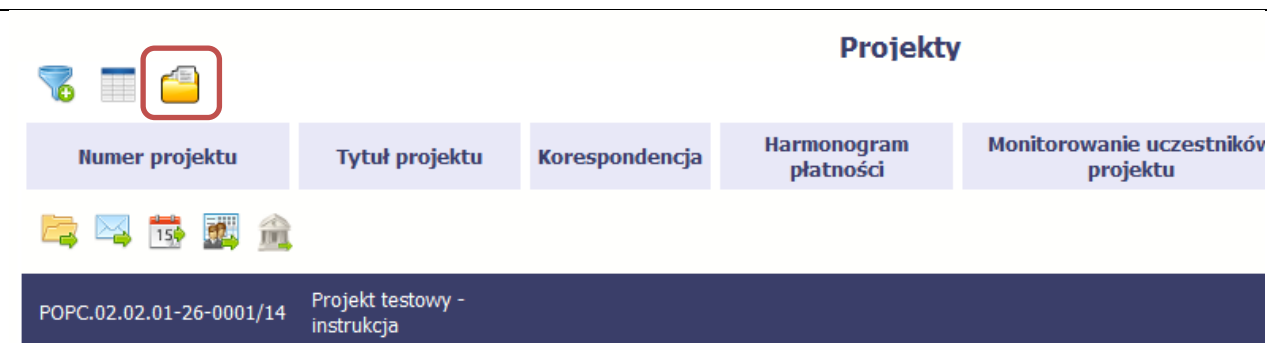 Projekty
Numer projektu
Tytuł projektu
Korespondencja
Harmonogram
płatności
Monitorowanie uczestników
projektu
15
POPC.02.02.01-26-0001/14
Projekt testowy -
instrukcja